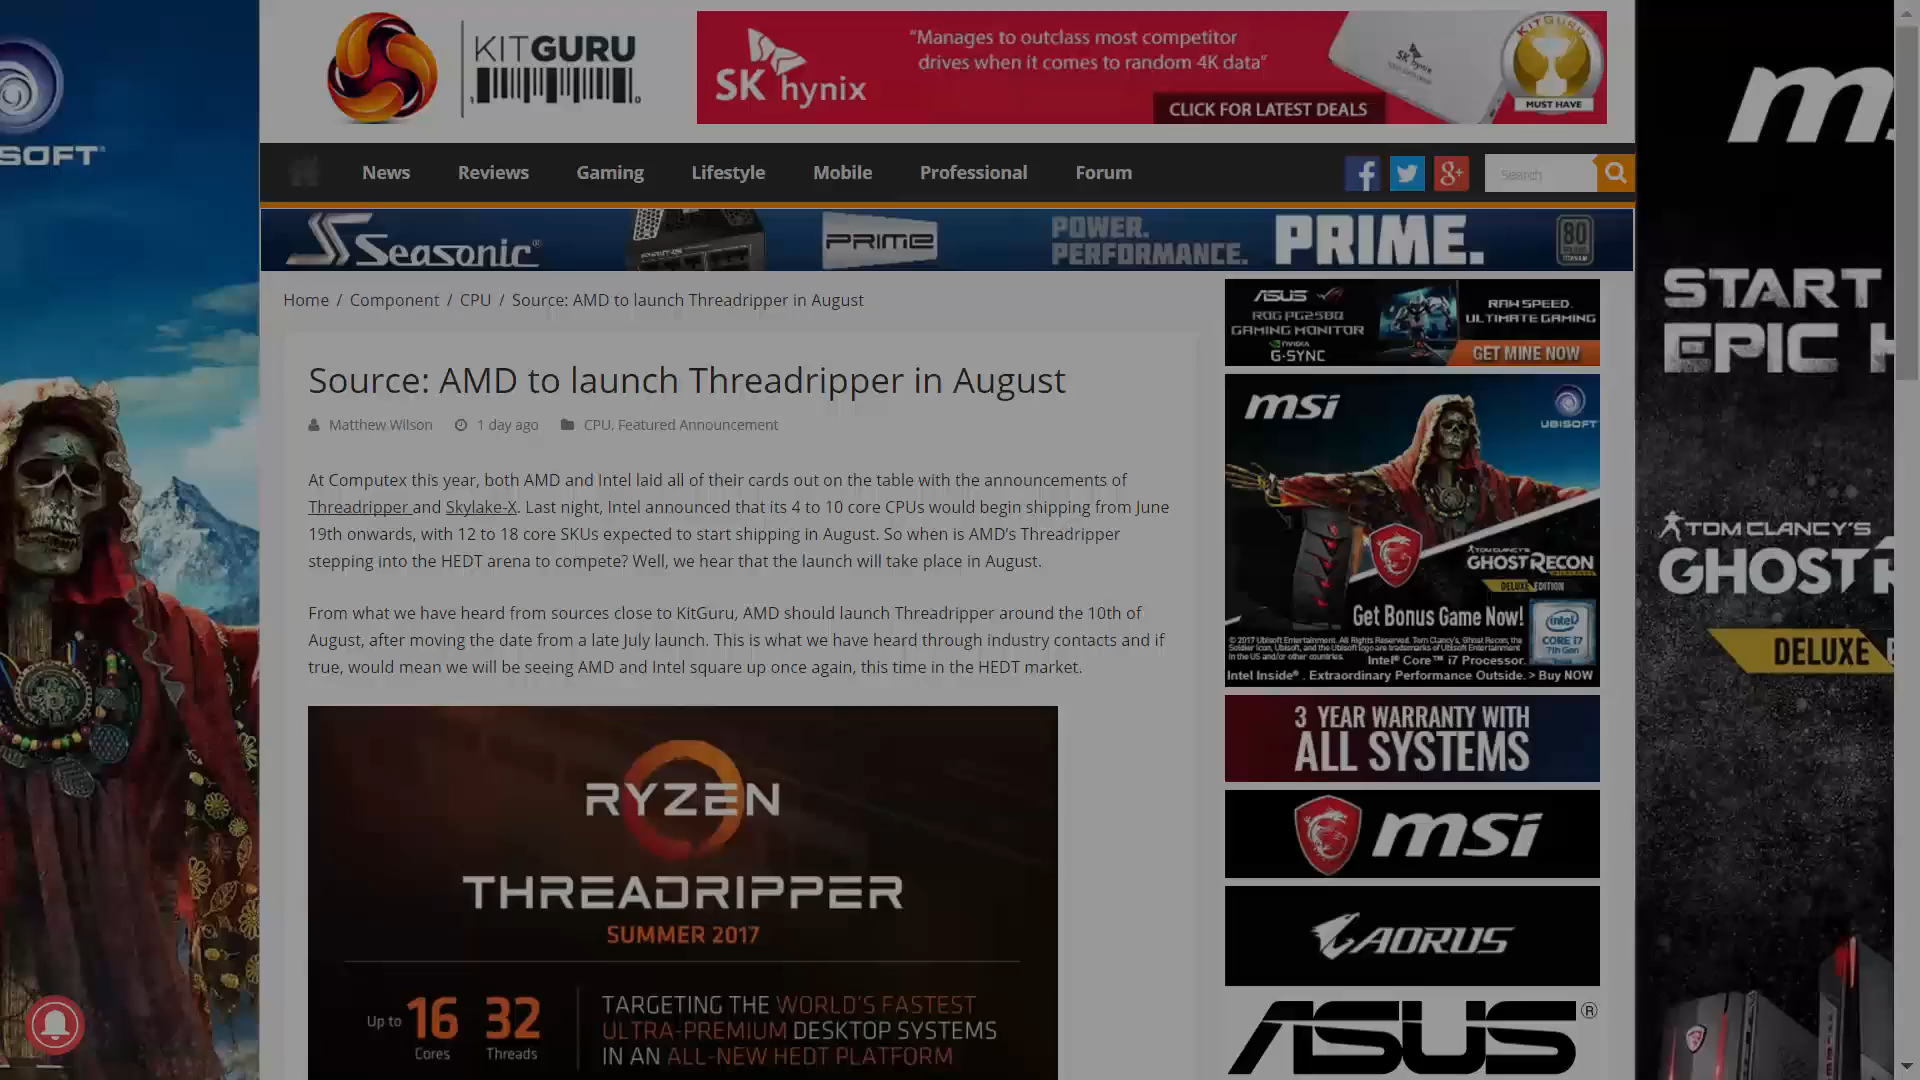 KITGURU
SK hynix
"Manages to outclass most competitor
drives when it comes to random 4K data"
CLICK FOR LATEST DEALS
KITGURU
MUST HAVE
SOFT
News Reviews Gaming Lifestyle Mobile Professional Forum
Search
Seasonic
PRIME
POWER.
PERFORMANCE.
PRIME.
80
Home / Component / CPU / Source: AMD to launch Threadripper in August
Source: AMD to launch Threadripper in August
Matthew Wilson 1 day ago CPU, Featured Announcement
At Computex this year, both AMD and Intel laid all of their cards out on the table with the announcements of
Threadripper and Skylake-X. Last night, Intel announced that its 4 to 10 core CPUs would begin shipping from June
19th onwards, with 12 to 18 core SKUs expected to start shipping in August. So when is AMD's Threadripper
stepping into the HEDT arena to compete? Well, we hear that the launch will take place in August.
From what we have heard from sources close to KitGuru, AMD should launch Threadripper around the 10th of
August, after moving the date from a late July launch. This is what we have heard through industry contacts and if
true, would mean we will be seeing AMD and Intel square up once again, this time in the HEDT market.
RYZEN
THREADRIPPER
SUMMER 2017
Up to 16 Cores 32 Threads
TARGETING THE WORLD'S FASTEST
ULTRA-PREMIUM DESKTOP SYSTEMS
IN AN ALL-NEW HEDT PLATFORM
ASUS
ROG PG258Q
GAMING MONITOR
NVIDIA
G-SYNC
RAW SPEED.
ULTIMATE GAMING
GET MINE NOW
msi
UBISOFT
TOM CLANCY'S
GHOST RECON
DELUXE EDITION
Get Bonus Game Now!
intel
CORE i7
7th Gen
© 2017 Ubisoft Entertainment. All Rights Reserved. Tom Clancy's, Ghost Recon, the
Soldier Icon, Ubisoft, and the Ubisoft logo are trademarks of Ubisoft Entertainment
in the US and/or other countries.
Intel® Core™ i7 Processor.
Intel Inside®. Extraordinary Performance Outside. > Buy NOW
3 YEAR WARRANTY WITH
ALL SYSTEMS
msi
AORUS
ASUS
START
EPIC
TOM CLANCY'S
GHOST R
DELUXE